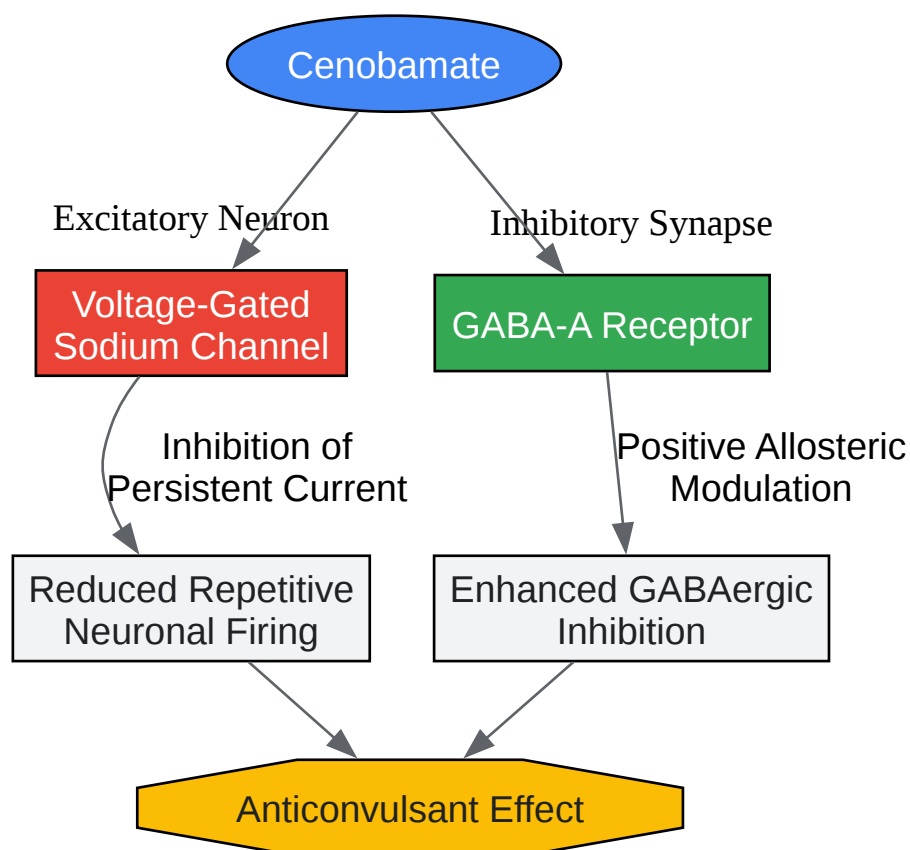 Cenobamate
Excitatory Neuron
Inhibitory Synapse
Voltage-Gated
Sodium Channel
GABA-A Receptor
Inhibition of
Persistent Current
Positive Allosteric
Modulation
Reduced Repetitive
Neuronal Firing
Enhanced GABAergic
Inhibition
Anticonvulsant Effect